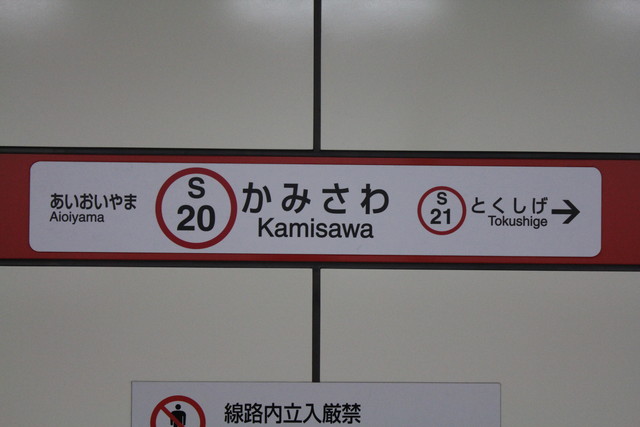 あいおいやま
Aioiyama
S
20
かみさわ
Kamisawa
S
21
とくしげ
Tokushige
→
線路内立入厳禁